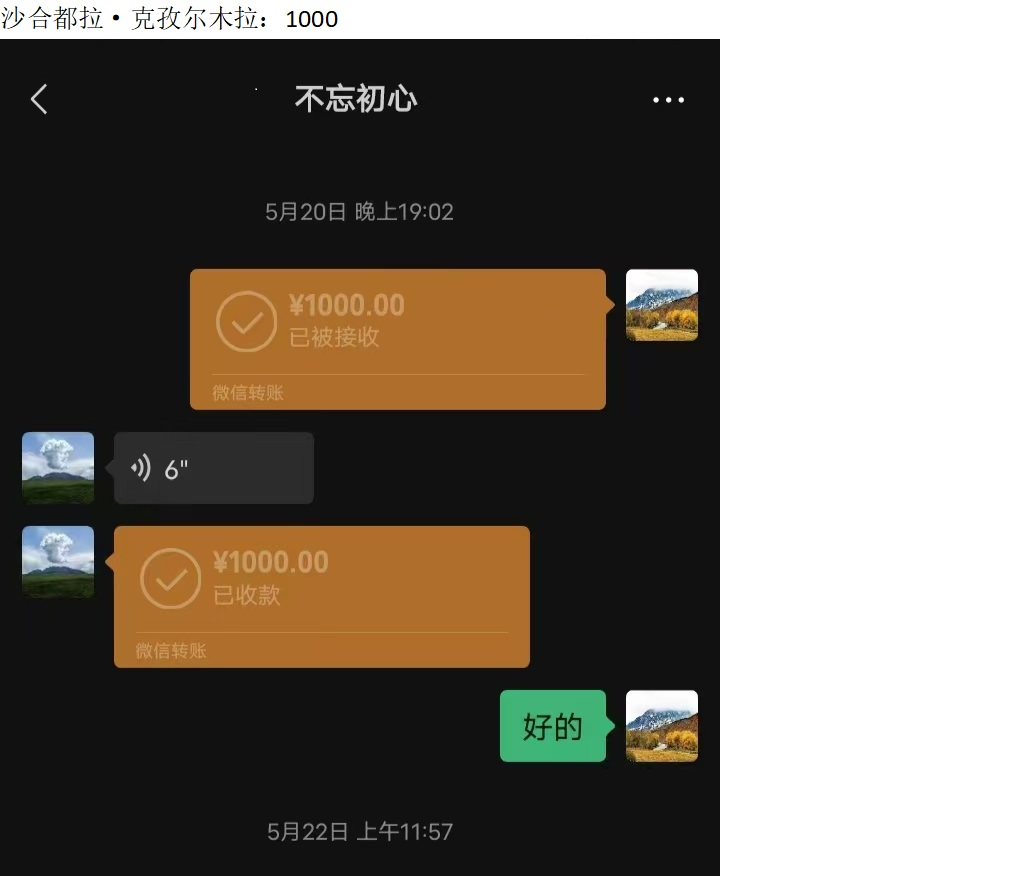 沙合都拉·克孜尔木拉：1000
不忘初心
5月20日 晚上19:02
¥1000.00
已被接收
微信转账
6"
¥1000.00
已收款
微信转账
好的
5月22日 上午11:57